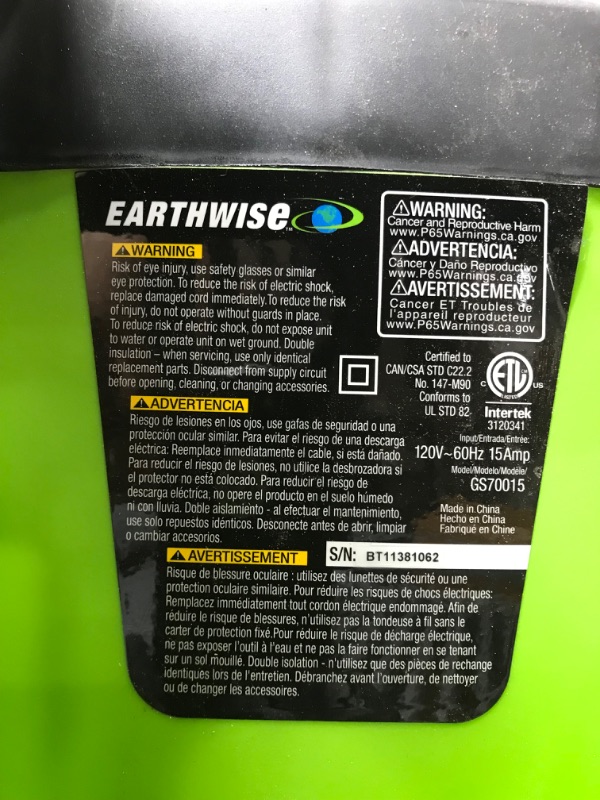 EARTHWISE™
WARNING
Risk of eye injury, use safety glasses or similar
eye protection. To reduce the risk of electric shock,
replace damaged cord immediately.To reduce the risk
of injury, do not operate without guards in place.
To reduce risk of electric shock, do not expose unit
to water or operate unit on wet ground. Double
insulation – when servicing, use only identical
replacement parts. Disconnect from supply circuit
before opening, cleaning, or changing accessories.
ADVERTENCIA
Riesgo de lesiones en los ojos, use gafas de seguridad o una
protección ocular similar. Para evitar el riesgo de una descarga
eléctrica: Reemplace inmediatamente el cable, si está dañado.
Para reducir el riesgo de lesiones, no utilice la desbrozadora si
el protector no está colocado. Para reducir el riesgo de
descarga eléctrica, no opere el producto en el suelo húmedo
ni con lluvia. Doble aislamiento - al efectuar el mantenimiento,
use solo repuestos idénticos. Desconecte antes de abrir, limpiar
o cambiar accesorios.
AVERTISSEMENT
Risque de blessure oculaire : utilisez des lunettes de sécurité ou une
protection oculaire similaire. Pour réduire les risques de chocs électriques:
Remplacez immédiatement tout cordon électrique endommagé. Afin de
réduire le risque de blessures, n'utilisez pas la tondeuse à fil sans le
carter de protection fixé.Pour réduire le risque de décharge électrique,
ne pas exposer l'outil à l'eau et ne pas la faire fonctionner en se tenant
sur un sol mouillé. Double isolation - n'utilisez que des pièces de rechange
identiques lors de l'entretien. Débranchez avant l'ouverture, de nettoyer
ou de changer les accessoires.
WARNING:
Cancer and Reproductive Harm
www.P65Warnings.ca.gov
ADVERTENCIA:
Cáncer y Daño Reproductivo
www.P65Warnings.ca.gov
AVERTISSEMENT:
Cancer ET Troubles de
l'appareil reproducteur
www.P65Warnings.ca.gov
Certified to
CAN/CSA STD C22.2
No. 147-M90
Conforms to
UL STD 82
C ETL US
Intertek
3120341
Input/Entrada/Entrée:
120V~60Hz 15Amp
Model/Modelo/Modèle/
GS70015
Made in China
Hecho en China
Fabriqué en Chine
S/N: BT11381062